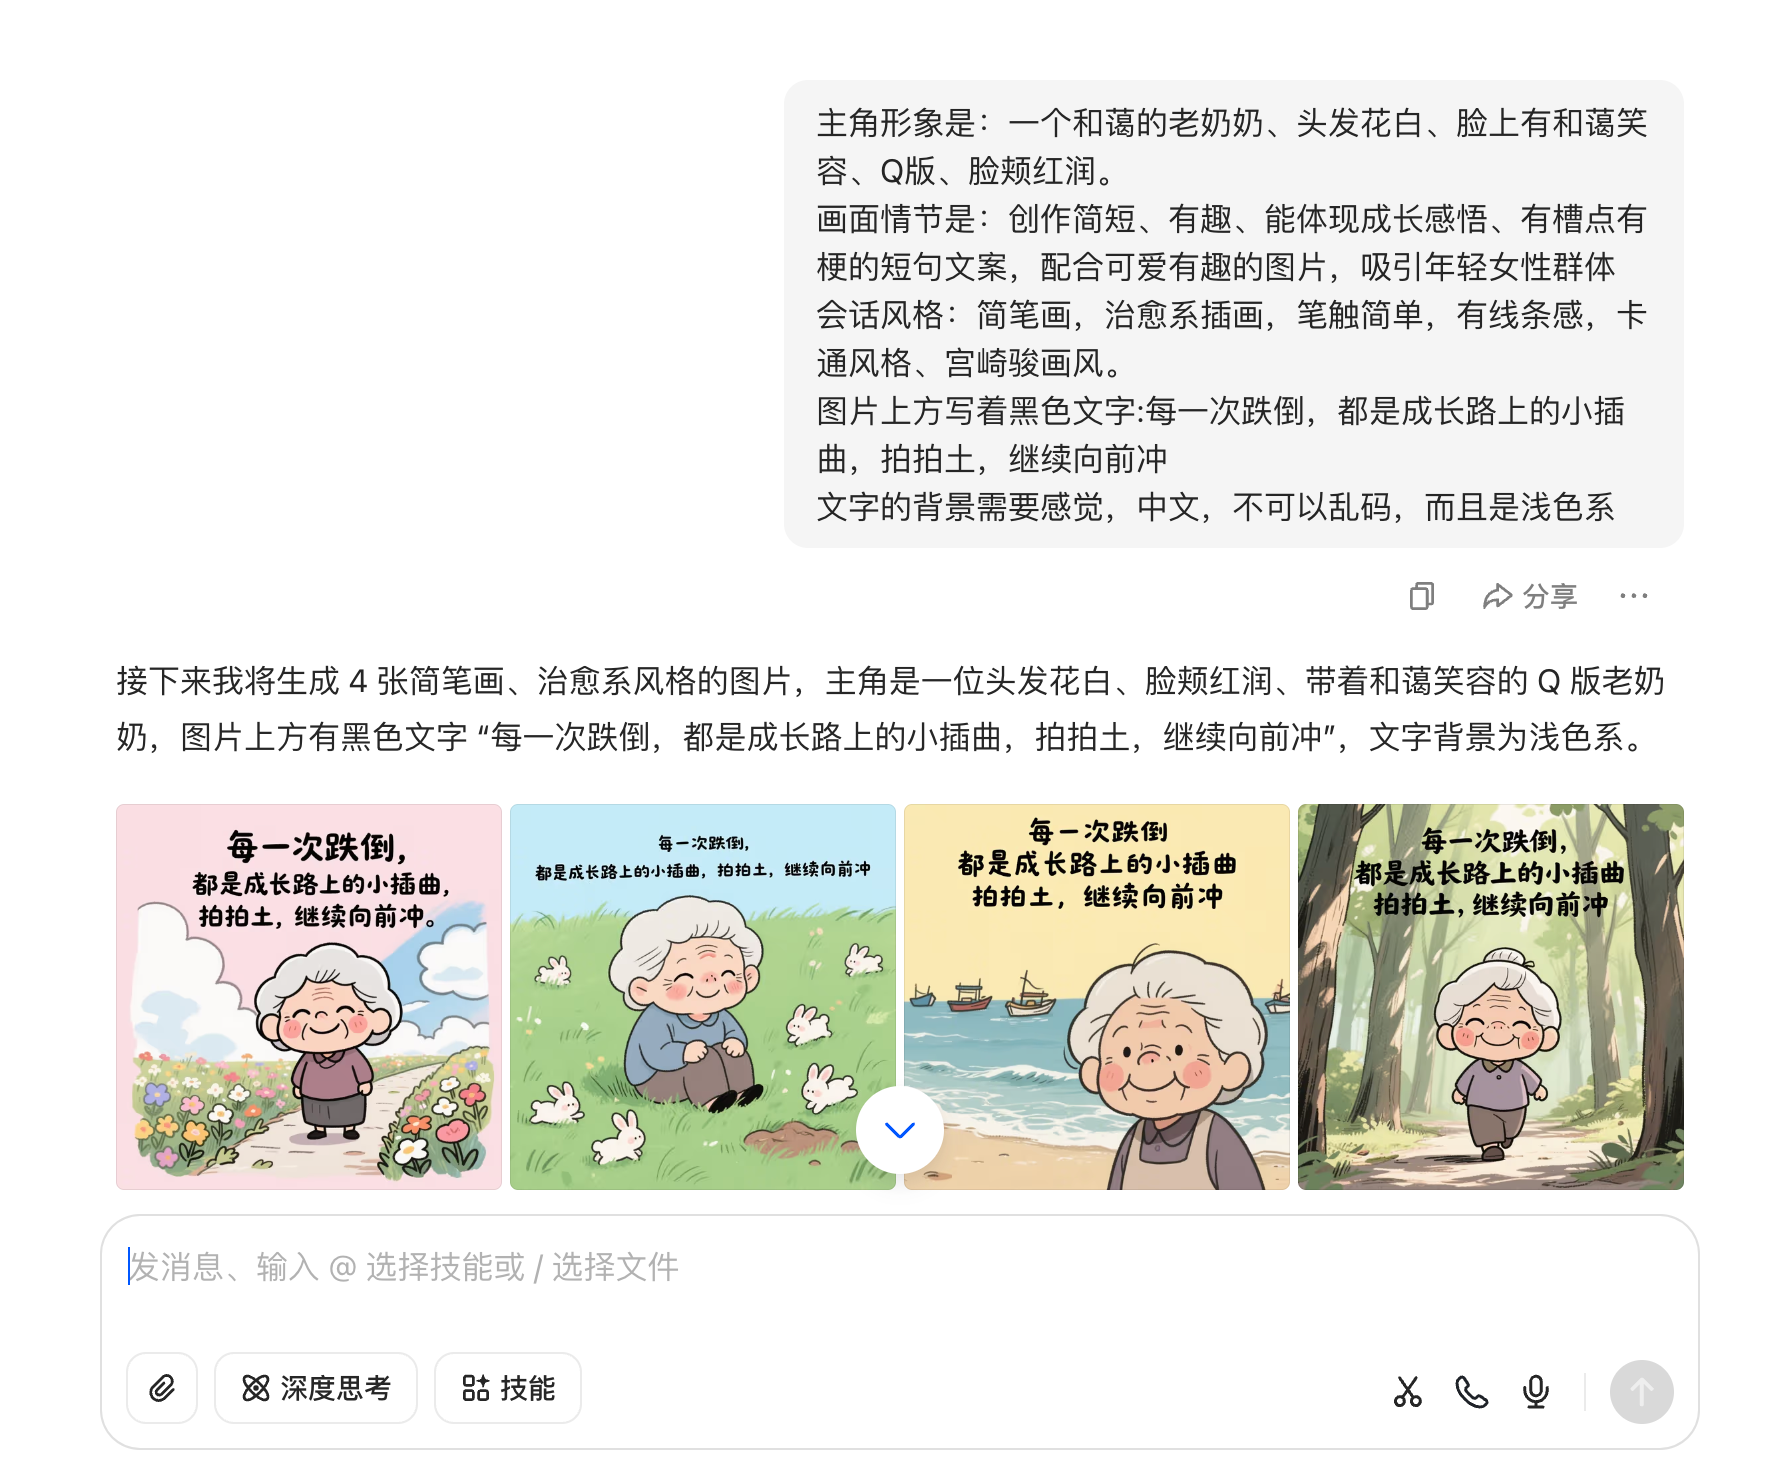 主角形象是：一个和蔼的老奶奶、头发花白、脸上有和蔼笑
容、Q版、脸颊红润。
画面情节是：创作简短、有趣、能体现成长感悟、有槽点有
梗的短句文案，配合可爱有趣的图片，吸引年轻女性群体
会话风格：简笔画，治愈系插画，笔触简单，有线条感，卡
通风格、宫崎骏画风。
图片上方写着黑色文字:每一次跌倒，都是成长路上的小插
曲，拍拍土，继续向前冲
文字的背景需要感觉，中文，不可以乱码，而且是浅色系
分享
接下来我将生成 4 张简笔画、治愈系风格的图片，主角是一位头发花白、脸颊红润、带着和蔼笑容的 Q 版老奶
奶，图片上方有黑色文字 “每一次跌倒，都是成长路上的小插曲，拍拍土，继续向前冲”，文字背景为浅色系。
每一次跌倒，
都是成长路上的小插曲，
拍拍土，继续向前冲。
每一次跌倒，
都是成长路上的小插曲，拍拍土，继续向前冲
每一次跌倒
都是成长路上的小插曲
拍拍土，继续向前冲
每一次跌倒，
都是成长路上的小插曲
拍拍土，继续向前冲
发消息、输入 @ 选择技能或 / 选择文件
深度思考
技能